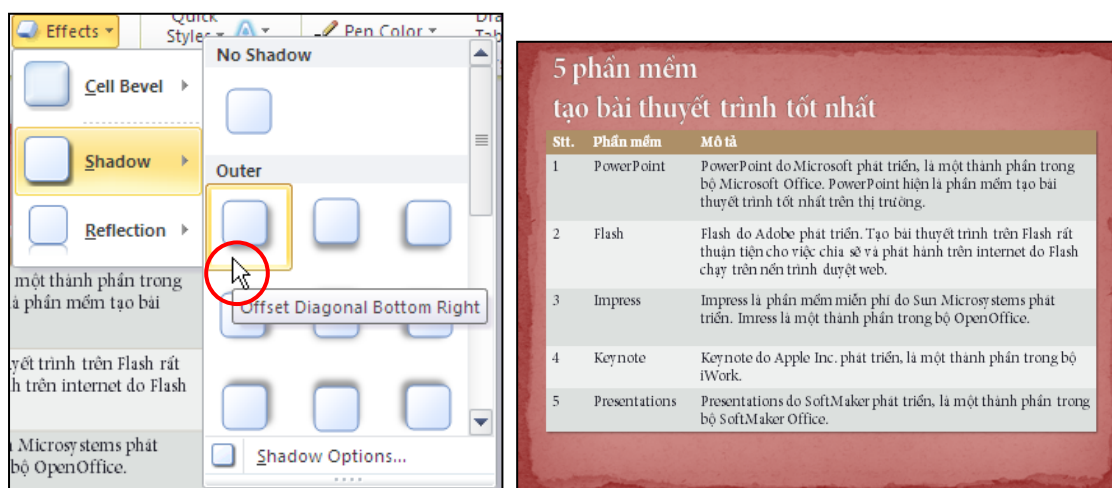 Effects
Quick
Styles
Pen Color
No Shadow
Cell Bevel
Shadow
Reflection
Outer
Offset Diagonal Bottom Right
Shadow Options...
một thành phần trong
à phần mềm tạo bài
yết trình trên Flash rất
h trên internet do Flash
Microsystems phát
bộ OpenOffice.
5 phần mềm
tạo bài thuyết trình tốt nhất
Stt. Phần mềm Mô tả
1 PowerPoint PowerPoint do Microsoft phát triển, là một thành phần trong
bộ Microsoft Office. PowerPoint hiện là phần mềm tạo bài
thuyết trình tốt nhất trên thị trường.
2 Flash Flash do Adobe phát triển. Tạo bài thuyết trình trên Flash rất
thuận tiện cho việc chia sẽ và phát hành trên internet do Flash
chạy trên nền trình duyệt web.
3 Impress Impress là phần mềm miễn phí do Sun Microsystems phát
triển. Imress là một thành phần trong bộ OpenOffice.
4 Keynote Keynote do Apple Inc. phát triển, là một thành phần trong bộ
iWork.
5 Presentations Presentations do SoftMaker phát triển, là một thành phần trong
bộ SoftMaker Office.